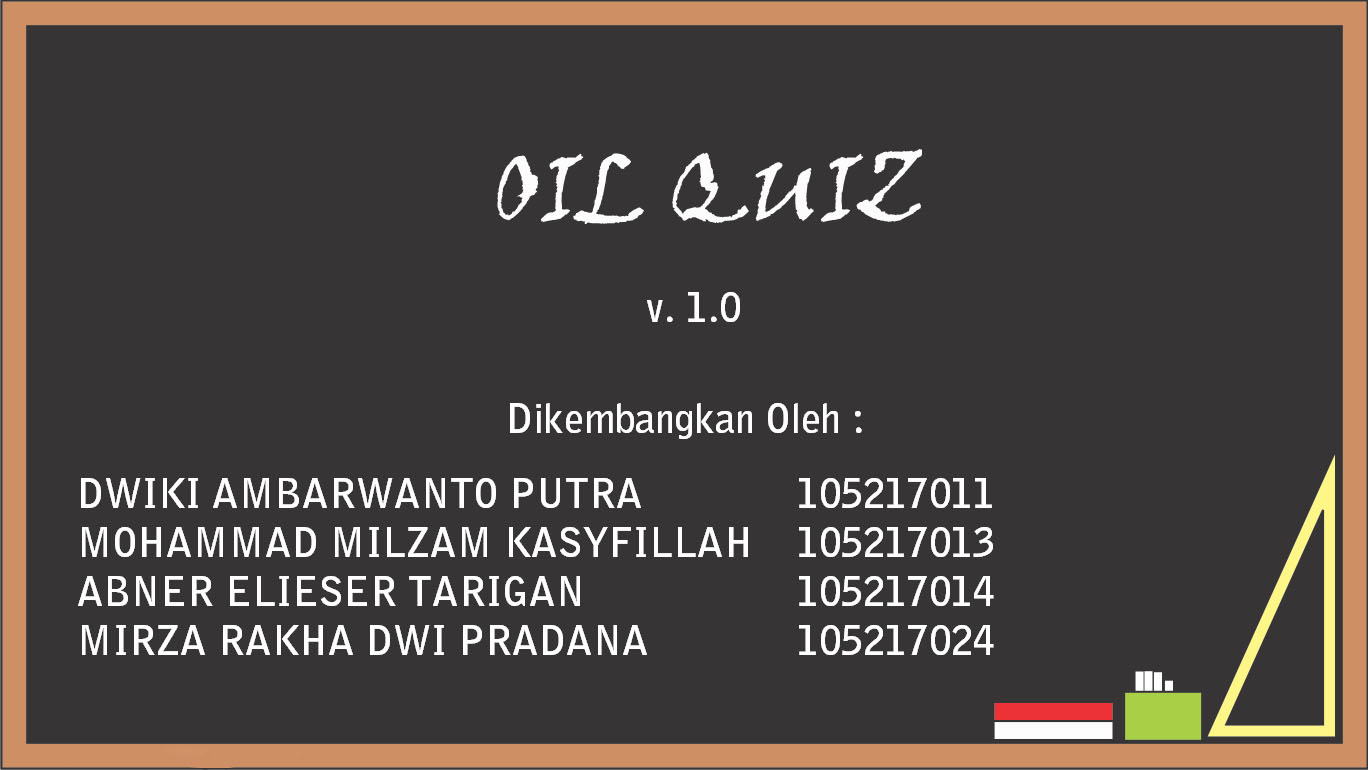 OIL QUIZ
v. 1.0
Dikembangkan Oleh :
DWIKI AMBARWANTO PUTRA 105217011
MOHAMMAD MILZAM KASYFILLAH 105217013
ABNER ELIESER TARIGAN 105217014
MIRZA RAKHA DWI PRADANA 105217024